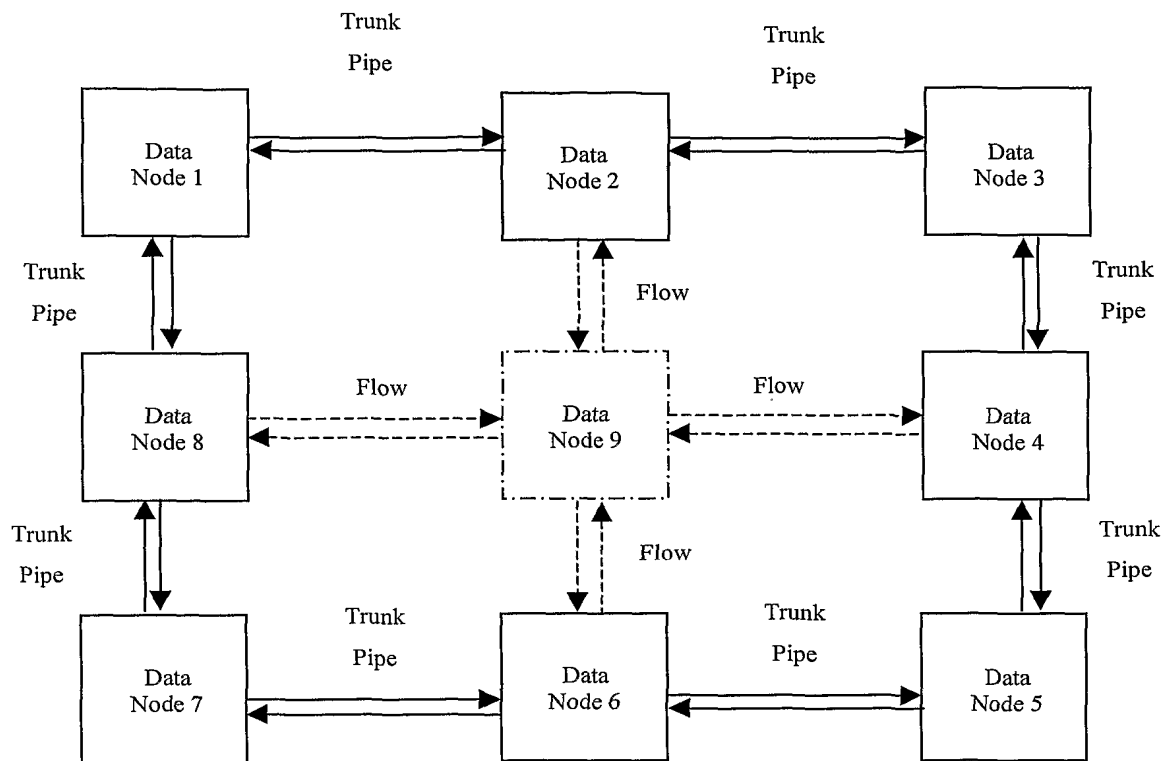 Trunk
Pipe
Trunk
Pipe
Data
Node 1
Data
Node 2
Data
Node 3
Trunk
Pipe
Flow
Trunk
Pipe
Data
Node 8
Flow
Data
Node 9
Flow
Data
Node 4
Trunk
Pipe
Flow
Trunk
Pipe
Data
Node 7
Trunk
Pipe
Data
Node 6
Trunk
Pipe
Data
Node 5